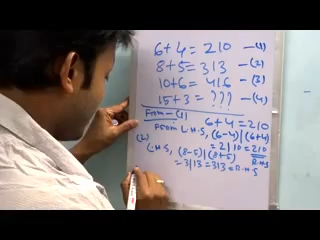 6+4=210 —(1)
8+5=313 —(2)
10+6=416 —(3)
15+3=??? —(4)
From—(1) 6+4=210
From L.H.S, (6-4)|(6+4)
=2|10=210
R.H.S
(2)
L.H.S, (8-5)|(8+5)
=3|13=313=R.H.S